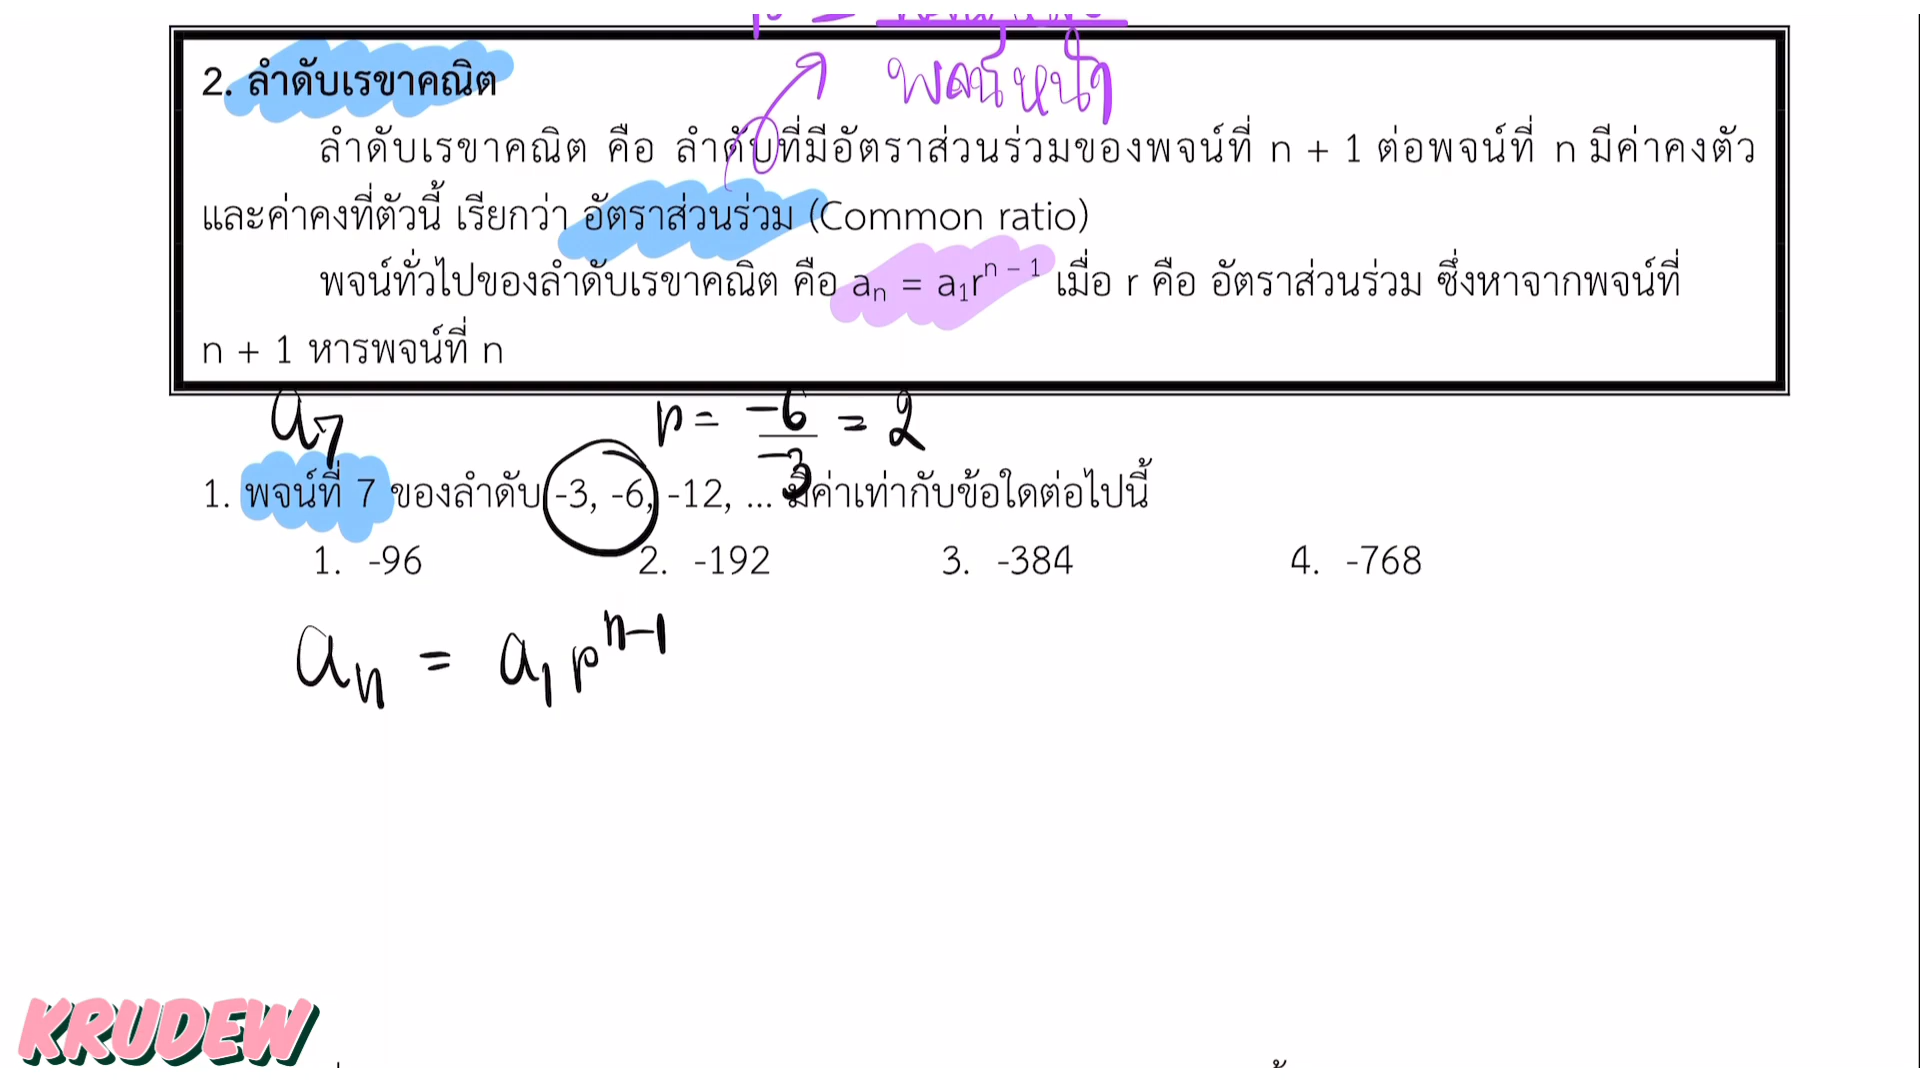 พจน์หน้า
2. ลำดับเรขาคณิต
ลำดับเรขาคณิต คือ ลำดับที่มีอัตราส่วนร่วมของพจน์ที่ n + 1 ต่อพจน์ที่ n มีค่าคงตัว
และค่าคงที่ตัวนี้ เรียกว่า อัตราส่วนร่วม (Common ratio)
พจน์ทั่วไปของลำดับเรขาคณิต คือ aₙ = a₁rⁿ⁻¹ เมื่อ r คือ อัตราส่วนร่วม ซึ่งหาจากพจน์ที่
n + 1 หารพจน์ที่ n
a₇
r = -6/-3 = 2
1. พจน์ที่ 7 ของลำดับ -3, -6, -12, ... มีค่าเท่ากับข้อใดต่อไปนี้
1. -96 2. -192 3. -384 4. -768
aₙ = a₁rⁿ⁻¹
KRUDEW